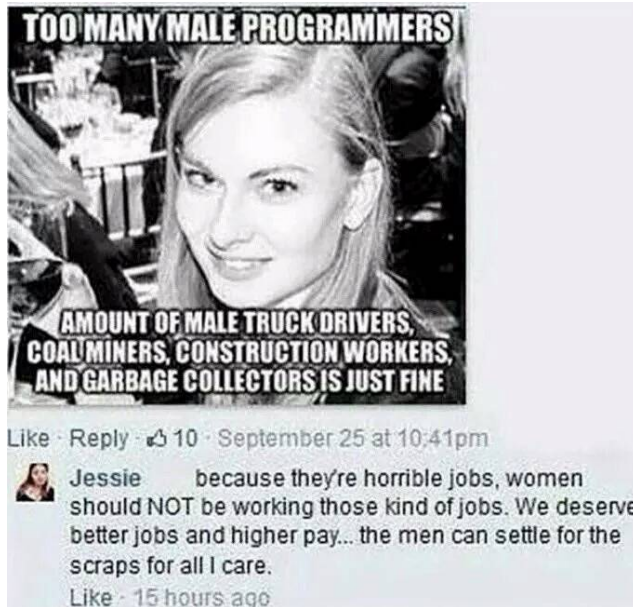 TOO MANY MALE PROGRAMMERS
AMOUNT OF MALE TRUCK DRIVERS,
COAL MINERS, CONSTRUCTION WORKERS,
AND GARBAGE COLLECTORS IS JUST FINE
Like · Reply · 10 · September 25 at 10:41pm
Jessie because they're horrible jobs, women
should NOT be working those kind of jobs. We deserve
better jobs and higher pay... the men can settle for the
scraps for all I care.
Like · 15 hours ago